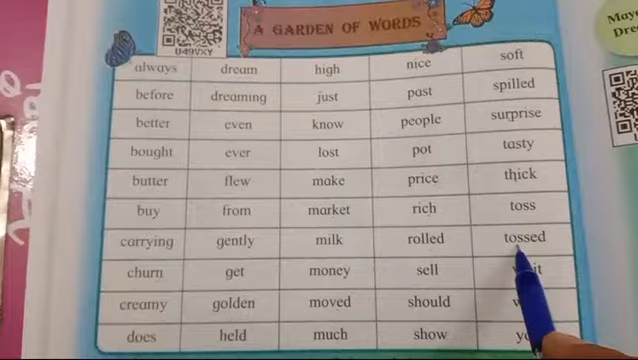 U49VXY
A GARDEN OF WORDS
Maye
Dre
always dream high nice soft
before dreaming just past spilled
better even know people surprise
bought ever lost pot tasty
butter flew make price thick
buy from market rich toss
carrying gently milk rolled tossed
churn get money sell
creamy golden moved should
does held much show